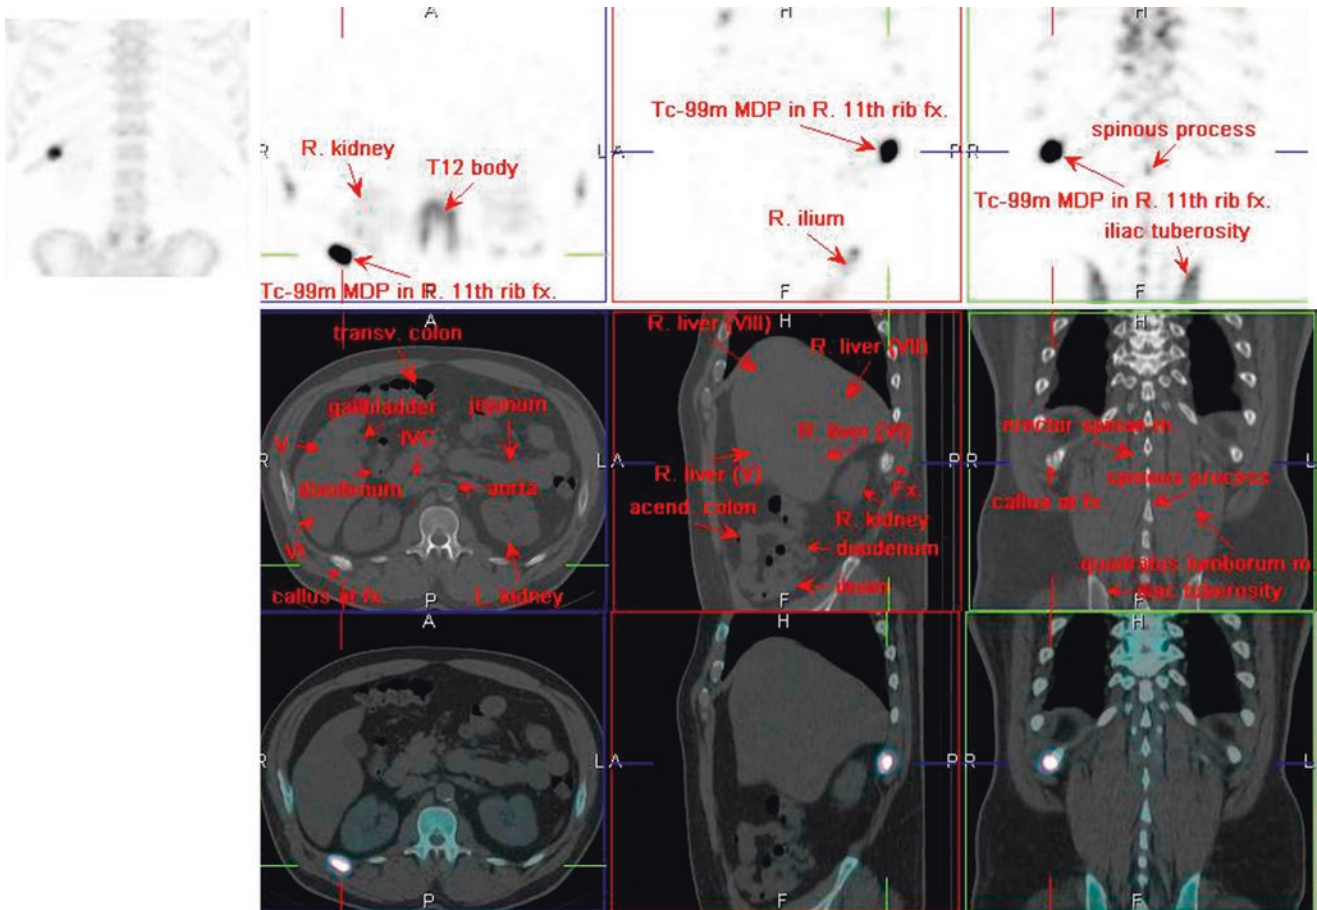 A
H
H
R. kidney
T12 body
R
L
Tc-99m MDP in R. 11th rib fx.
Tc-99m MDP in R. 11th rib fx.
A
P
R. ilium
F
spinous process
R
Tc-99m MDP in R. 11th rib fx.
iliac tuberosity
F
A
transv. colon
gallbladder
jejunum
V
IVC
R
L
duodenum
aorta
VI
callus at fx.
L. kidney
P
H
R. liver (VIII)
R. liver (VII)
R. liver (VI)
A
P
R. liver (V)
Fx.
acend. colon
R. kidney
duodenum
ileum
F
H
erector spinae m.
R
spinous process
callus at fx.
quadratus lumborum m.
iliac tuberosity
F
A
R
L
P
H
A
P
F
H
R
F